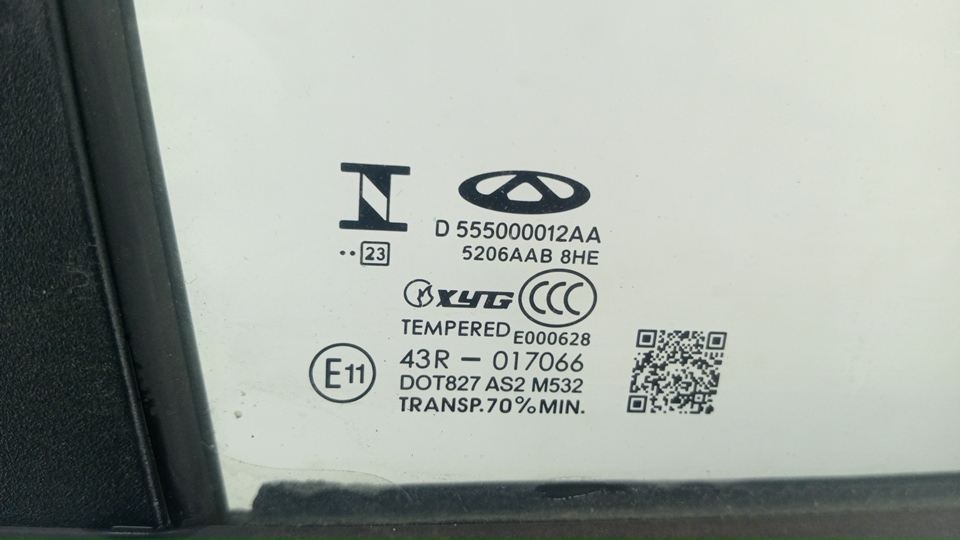 N
D 555000012AA
··23
5206AAB 8HE
XYG
CCC
TEMPERED E000628
E11
43R – 017066
DOT827 AS2 M532
TRANSP.70%MIN.